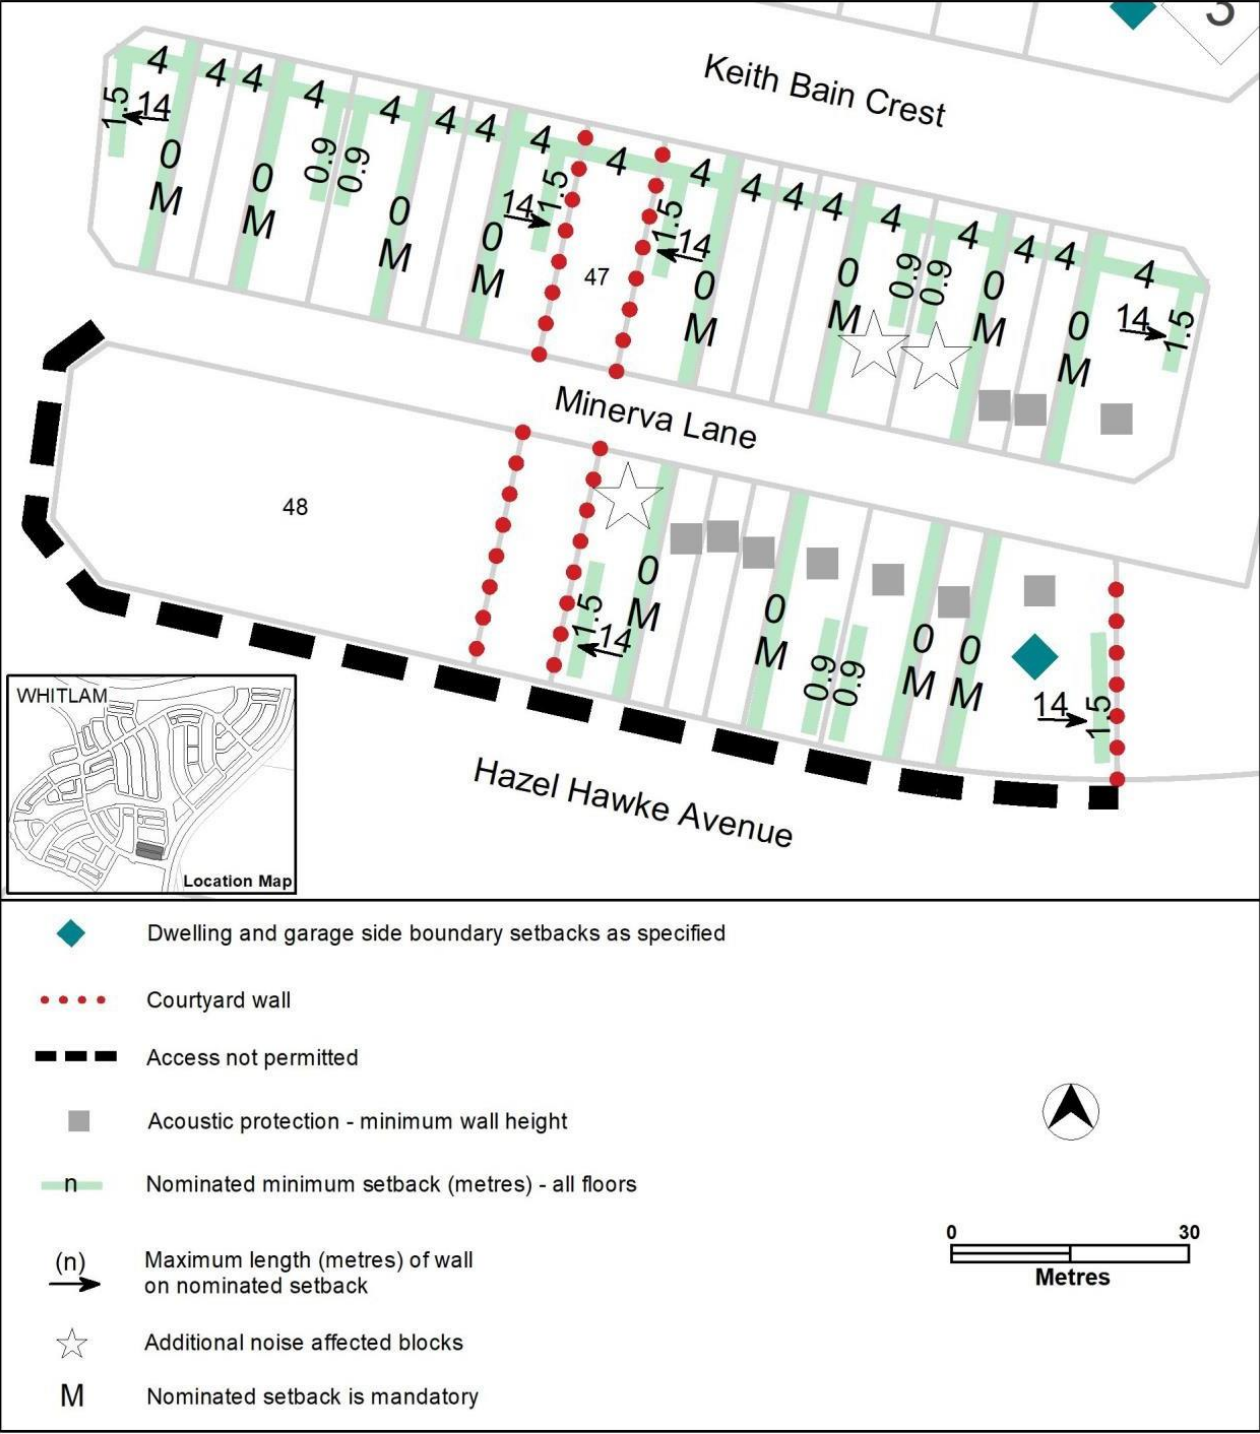 3
Keith Bain Crest
4 4 4 4 4 4 4 4 4 4 4 4 4 4 4 4 4 4
1.5
14
0
M
0
M
0.9
0.9
0
M
0
M
14
1.5
47
1.5
14
0
M
0
M
0.9
0.9
0
M
0
M
14
1.5
Minerva Lane
48
1.5
14
0
M
0
M
0.9
0.9
0
M
0
M
14
1.5
Hazel Hawke Avenue
WHITLAM
Location Map
Dwelling and garage side boundary setbacks as specified
Courtyard wall
Access not permitted
Acoustic protection - minimum wall height
n
Nominated minimum setback (metres) - all floors
(n)
Maximum length (metres) of wall
on nominated setback
Additional noise affected blocks
M
Nominated setback is mandatory
0 30
Metres